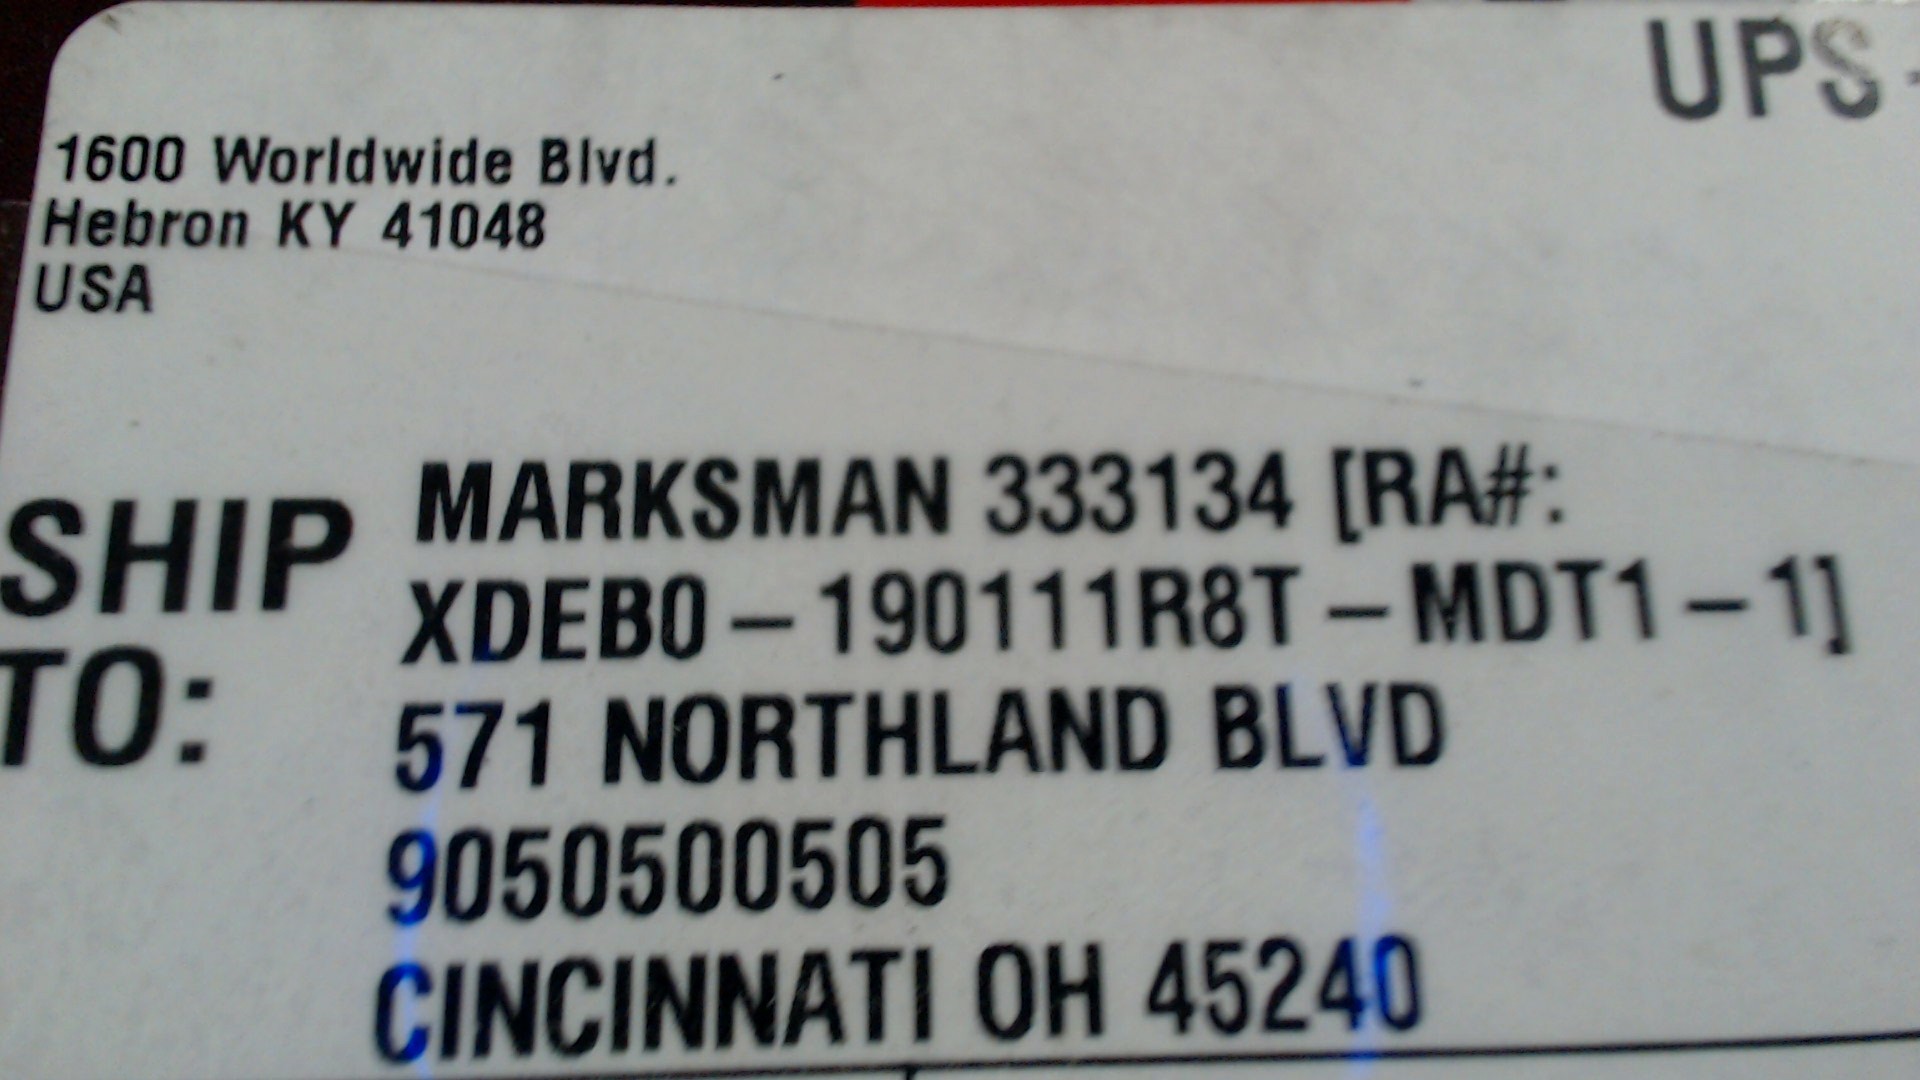 UPS
1600 Worldwide Blvd.
Hebron KY 41048
USA
SHIP TO:
MARKSMAN 333134 [RA#:
XDEB0-190111R8T-MDT1-1]
571 NORTHLAND BLVD
9050500505
CINCINNATI OH 45240